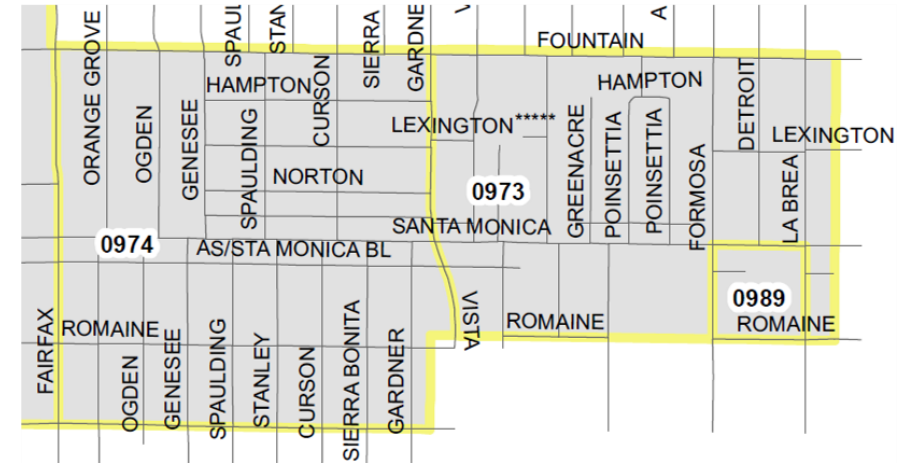 ORANGE GROVE
SPAUL
STAN
SIERRA
GARDNE
A
FOUNTAIN
HAMPTON
CURSON
HAMPTON
OGDEN
GENESEE
SPAULDING
LEXINGTON*****
GREENACRE
POINSETTIA
POINSETTIA
DETROIT
LEXINGTON
NORTON
0973
FORMOSA
LA BREA
SANTA MONICA
0974
AS/STA MONICA BL
0989
FAIRFAX
ROMAINE
VISTA
ROMAINE
ROMAINE
OGDEN
GENESEE
SPAULDING
STANLEY
CURSON
SIERRA BONITA
GARDNER